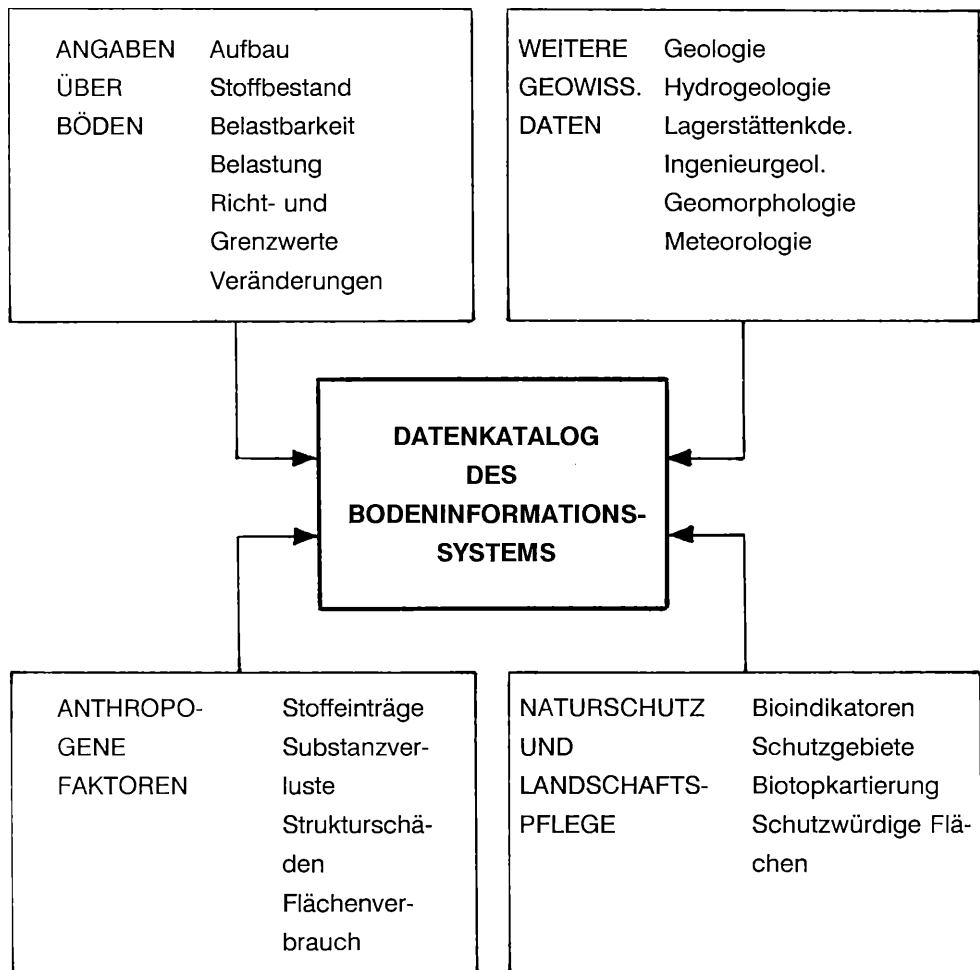 ANGABEN Aufbau
ÜBER Stoffbestand
BÖDEN Belastbarkeit
Belastung
Richt- und
Grenzwerte
Veränderungen
WEITERE Geologie
GEOWISS. Hydrogeologie
DATEN Lagerstättenkde.
Ingenieurgeol.
Geomorphologie
Meteorologie
DATENKATALOG
DES
BODENINFORMATIONS-
SYSTEMS
ANTHROPO- Stoffeinträge
GENE Substanzver-
FAKTOREN luste
Strukturschä-
den
Flächenver-
brauch
NATURSCHUTZ Bioindikatoren
UND Schutzgebiete
LANDSCHAFTS- Biotopkartierung
PFLEGE Schutzwürdige Flä-
chen